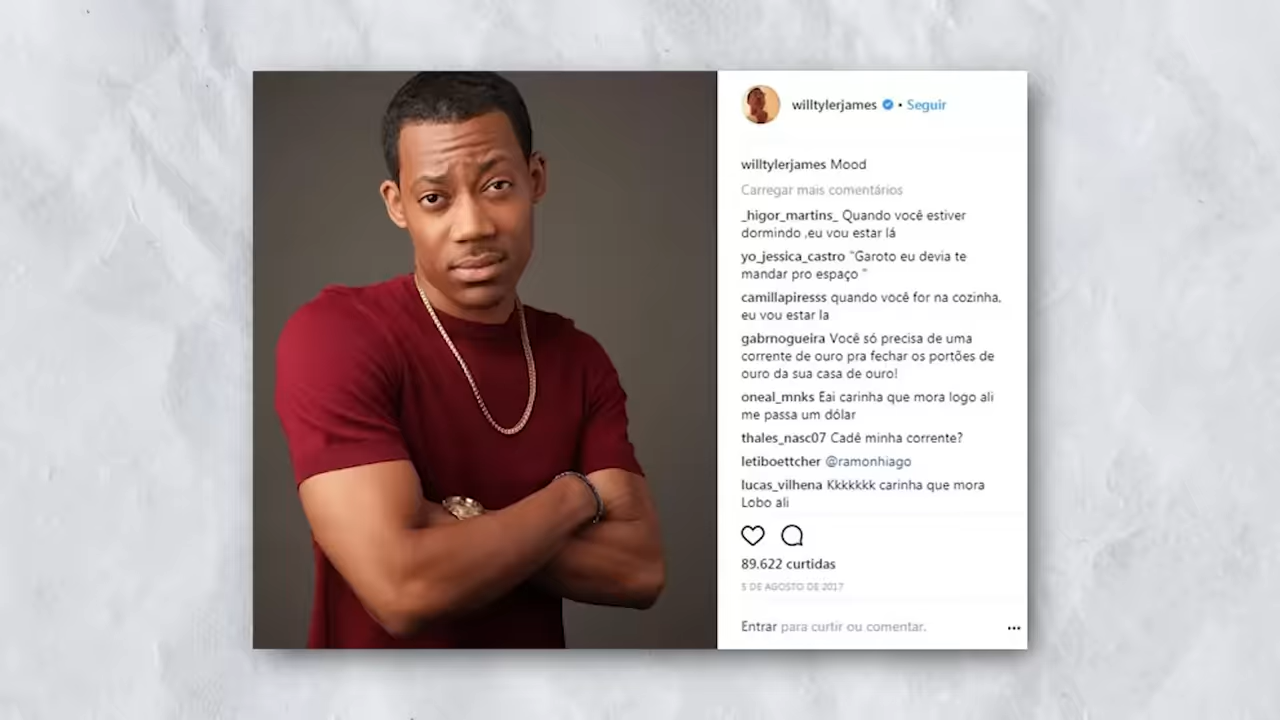 willtylerjames • Seguir
willtylerjames Mood
Carregar mais comentários
_higor_martins_ Quando você estiver
dormindo ,eu vou estar lá
yo_jessica_castro "Garoto eu devia te
mandar pro espaço "
camillapiresss quando você for na cozinha,
eu vou estar la
gabrnogueira Você só precisa de uma
corrente de ouro pra fechar os portões de
ouro da sua casa de ouro!
oneal_mnks Eai carinha que mora logo ali
me passa um dólar
thales_nasc07 Cadê minha corrente?
letiboettcher @ramonhiago
lucas_vilhena Kkkkkkk carinha que mora
Lobo ali
89.622 curtidas
5 DE AGOSTO DE 2017
Entrar para curtir ou comentar.